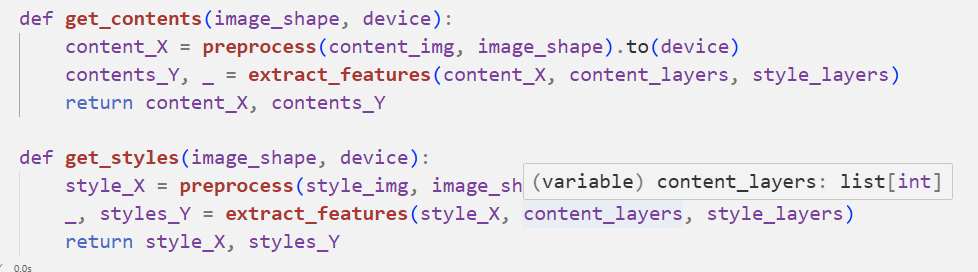 def get_contents(image_shape, device):
    content_X = preprocess(content_img, image_shape).to(device)
    contents_Y, _ = extract_features(content_X, content_layers, style_layers)
    return content_X, contents_Y
def get_styles(image_shape, device):
    style_X = preprocess(style_img, image_sh
(variable) content_layers: list[int]
    _, styles_Y = extract_features(style_X, content_layers, style_layers)
    return style_X, styles_Y
0.0s